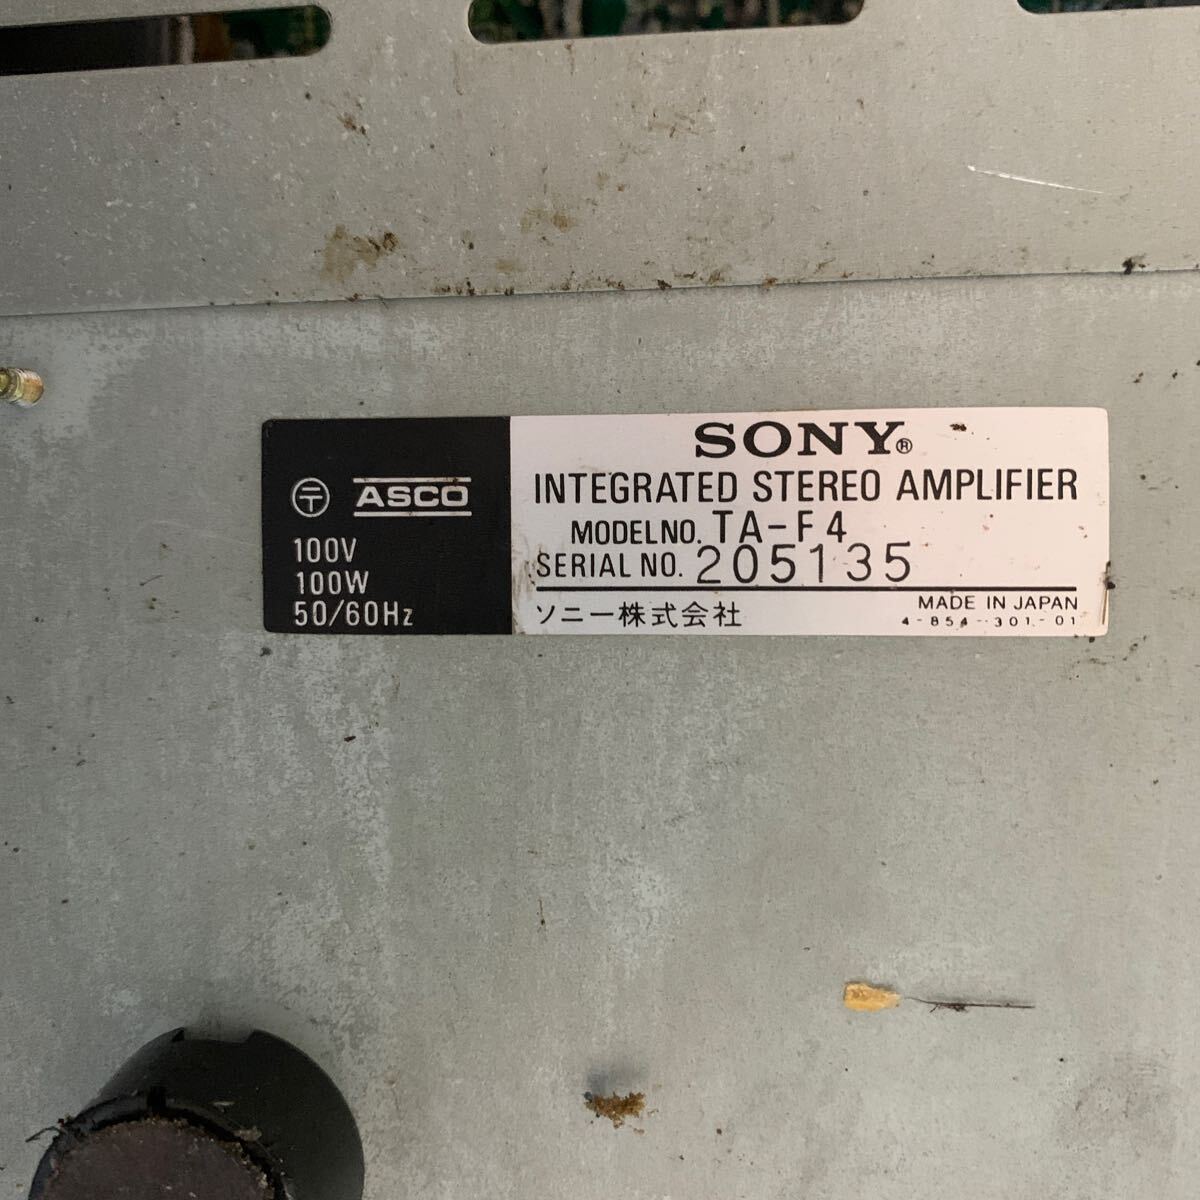 SONY®
INTEGRATED STEREO AMPLIFIER
MODEL NO. TA-F4
SERIAL NO. 205135
ソニー株式会社
MADE IN JAPAN
4-854-301-01
〒 ASCO
100V
100W
50/60Hz